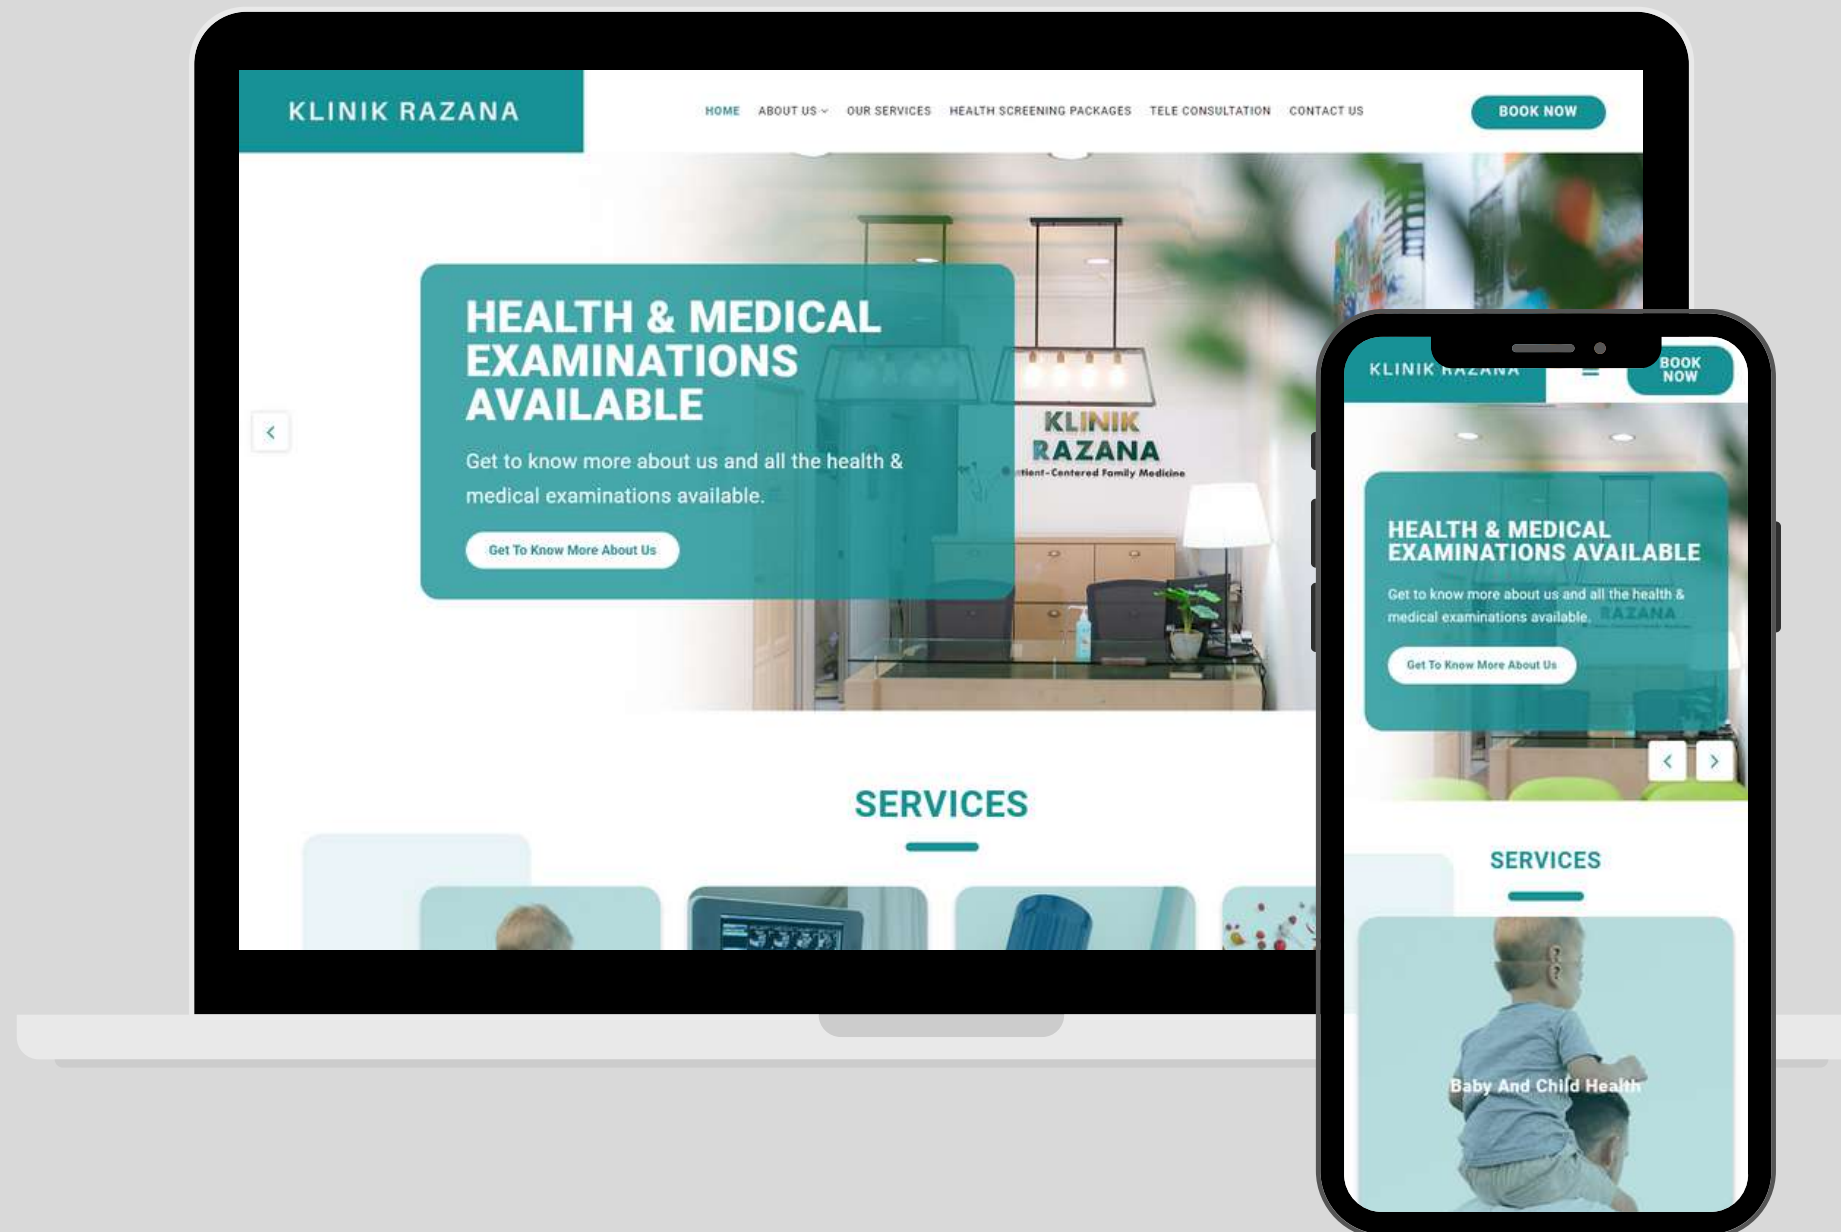 KLINIK RAZANA
HOME ABOUT US OUR SERVICES HEALTH SCREENING PACKAGES TELE CONSULTATION CONTACT US
BOOK NOW
HEALTH & MEDICAL
EXAMINATIONS
AVAILABLE
Get to know more about us and all the health &
medical examinations available.
Get To Know More About Us
KLINIK
RAZANA
tient-Centered Family Medicine
SERVICES
KLINIK RAZANA
BOOK
NOW
HEALTH & MEDICAL
EXAMINATIONS AVAILABLE
Get to know more about us and all the health &
medical examinations available.
RAZANA
Get To Know More About Us
SERVICES
Baby And Child Health